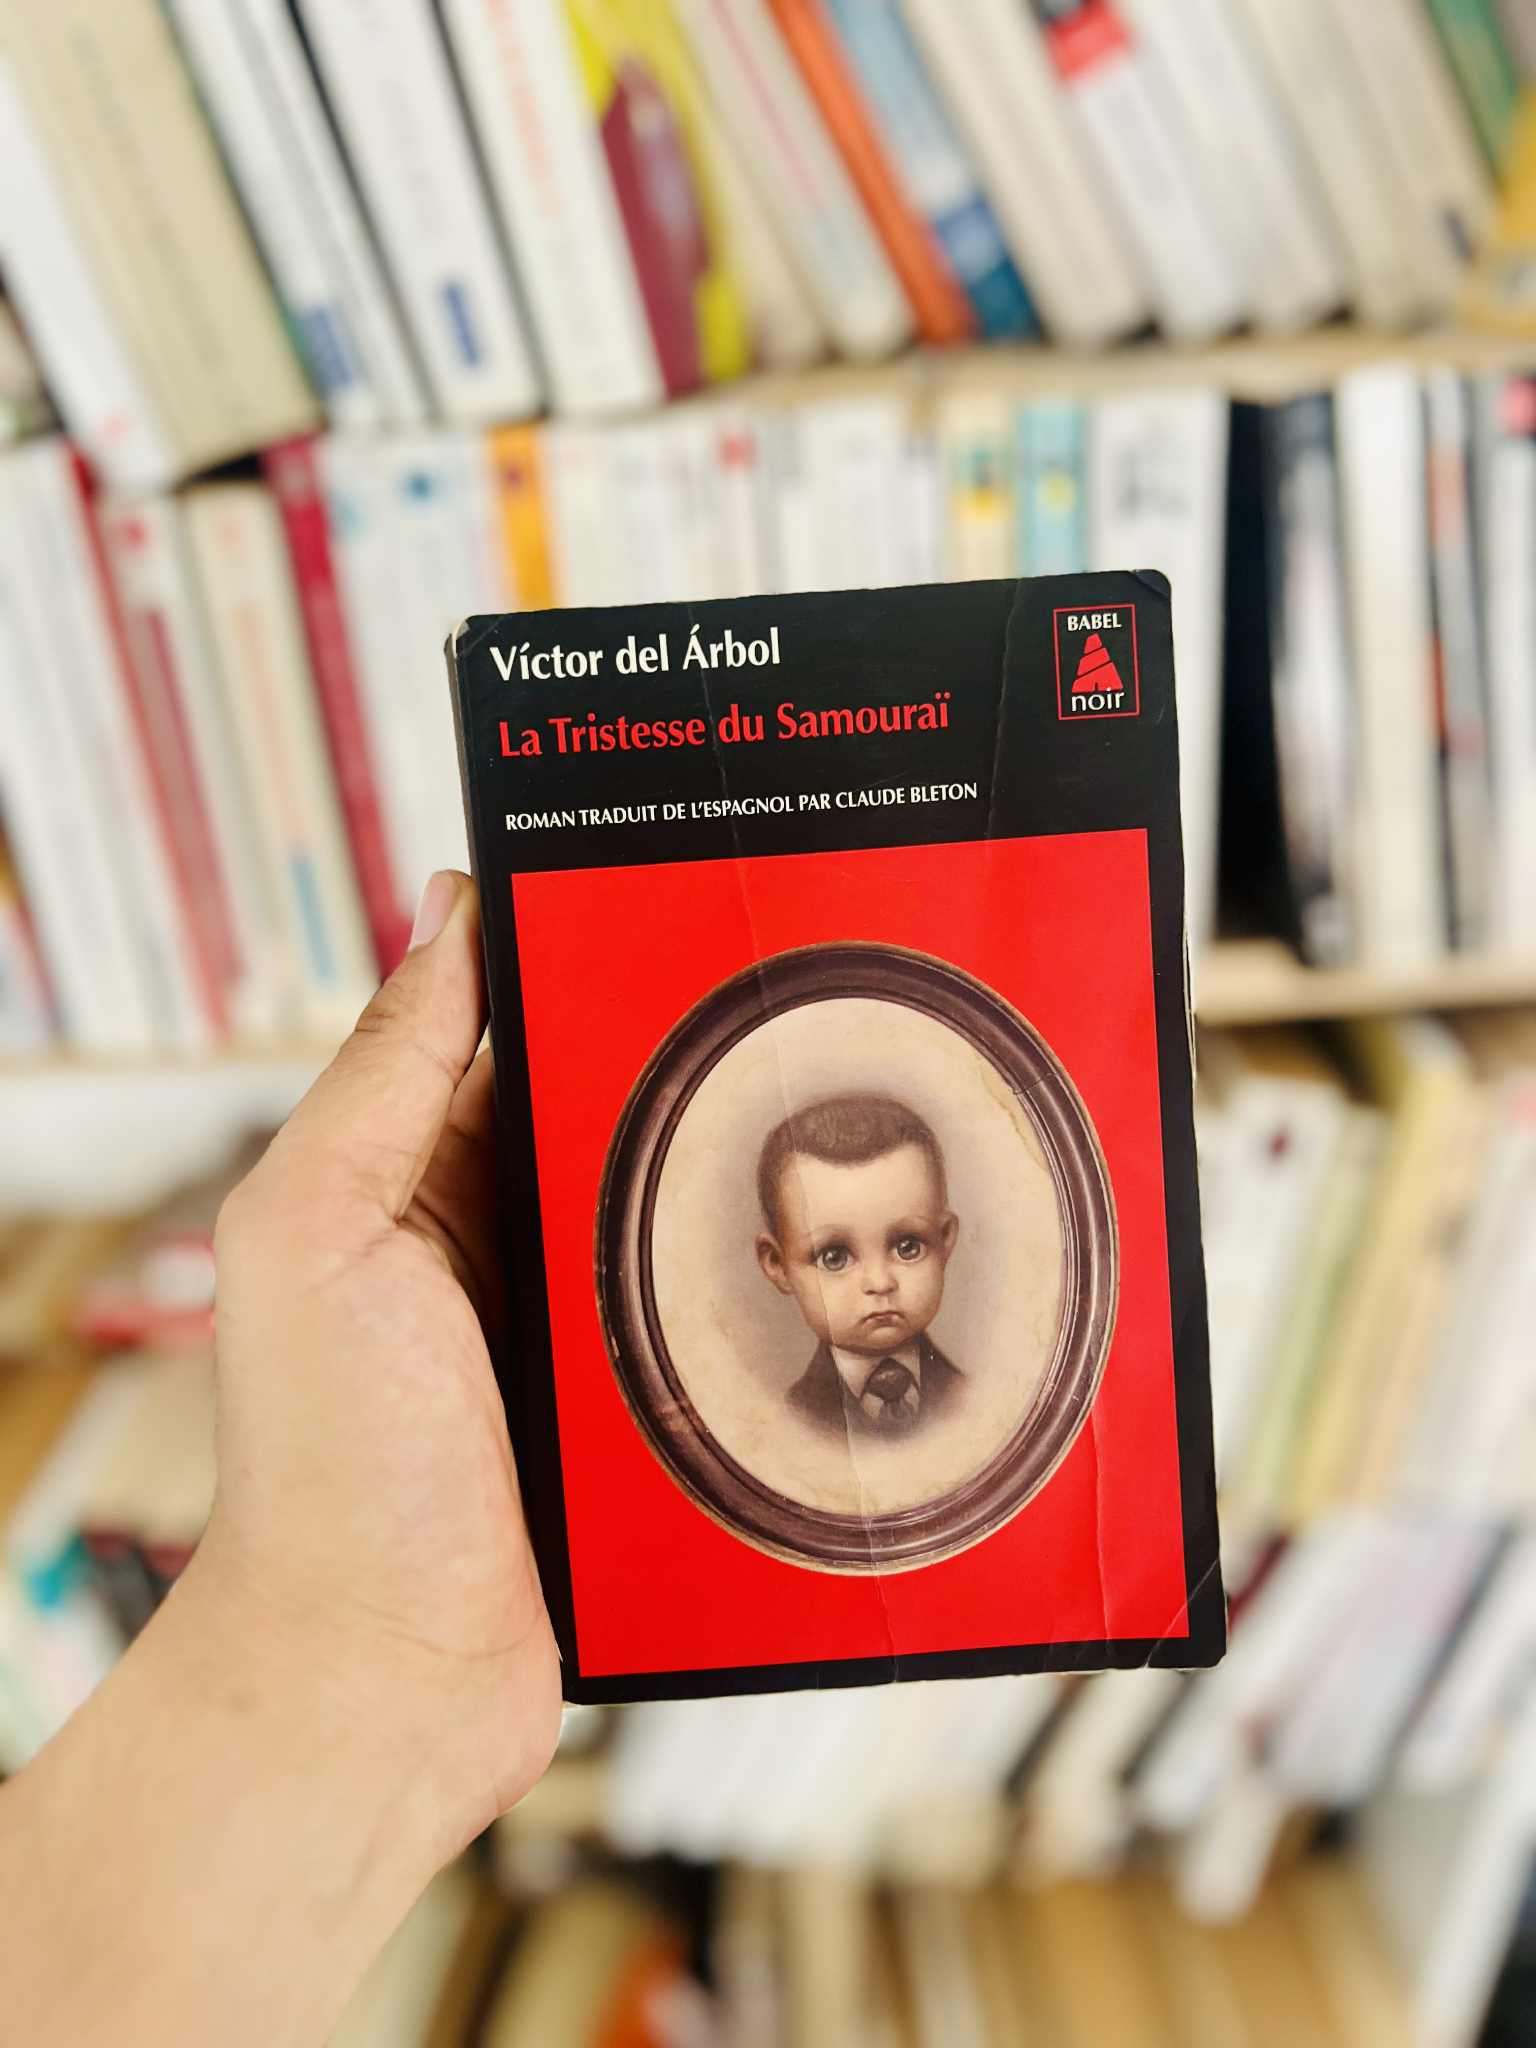 Víctor del Árbol
La Tristesse du Samouraï
ROMAN TRADUIT DE L'ESPAGNOL PAR CLAUDE BLETON
BABEL
noir